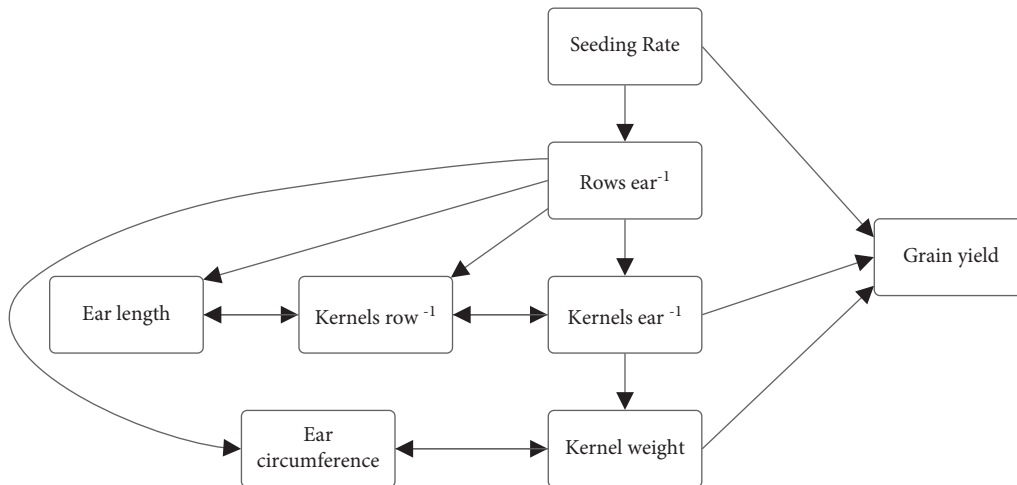 Seeding Rate
Rows ear⁻¹
Grain yield
Ear length
Kernels row ⁻¹
Kernels ear ⁻¹
Ear
circumference
Kernel weight